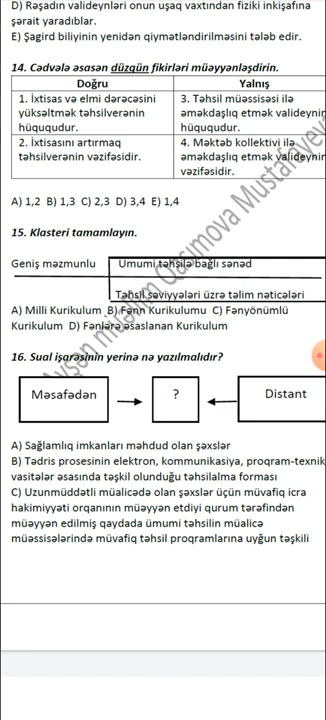 D) Rəşadın valideynləri onun uşaq vaxtından fiziki inkişafına
şərait yaradıblar.
E) Şagird biliyinin yenidən qiymətləndirilməsini tələb edir.
14. Cədvələ əsasən düzgün fikirləri müəyyənləşdirin.
Doğru
Yalnış
1. İxtisas və elmi dərəcəsini
yüksəltmək təhsilverənin
hüququdur.
3. Təhsil müəssisəsi ilə
əməkdaşlıq etmək valideynin
hüququdur.
2. İxtisasını artırmaq
təhsilverənin vəzifəsidir.
4. Məktəb kollektivi ilə
əməkdaşlıq etmək valideynin
vəzifəsidir.
A) 1,2 B) 1,3 C) 2,3 D) 3,4 E) 1,4
15. Klasteri tamamlayın.
Geniş məzmunlu
Ümumi təhsilə bağlı sənəd
Təhsil səviyyələri üzrə təlim nəticələri
A) Milli Kurikulum B) Fənn Kurikulumu C) Fənyönümlü
Kurikulum D) Fənlərə əsaslanan Kurikulum
16. Sual işarəsinin yerinə nə yazılmalıdır?
Məsafədən
?
Distant
A) Sağlamlıq imkanları məhdud olan şəxslər
B) Tədris prosesinin elektron, kommunikasiya, proqram-texnik
vasitələr əsasında təşkil olunduğu təhsilalma forması
C) Uzunmüddətli müalicədə olan şəxslər üçün müvafiq icra
hakimiyyəti orqanının müəyyən etdiyi qurum tərəfindən
müəyyən edilmiş qaydada ümumi təhsilin müalicə
müəssisələrində müvafiq təhsil proqramlarına uyğun təşkili
Aysən müəllim Qasımova Mustafayev